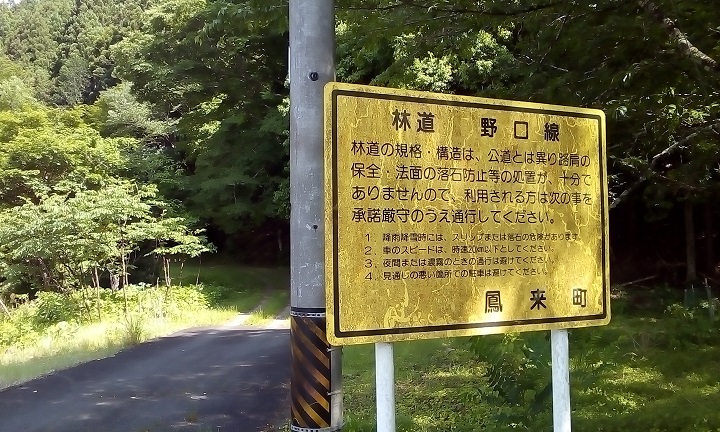 林道 野口線
林道の規格・構造は、公道とは異り路肩の
保全・法面の落石防止等の処置が、十分で
ありませんので、利用される方は次の事を
承諾厳守のうえ通行してください。
1. 降雨降雪時には、スリップまたは落石の危険があります。
2. 車のスピードは、時速20km以下としてください。
3. 夜間または濃霧のときの通行は避けてください。
4. 見通しの悪い箇所での駐車は避けてください。
鳳来町